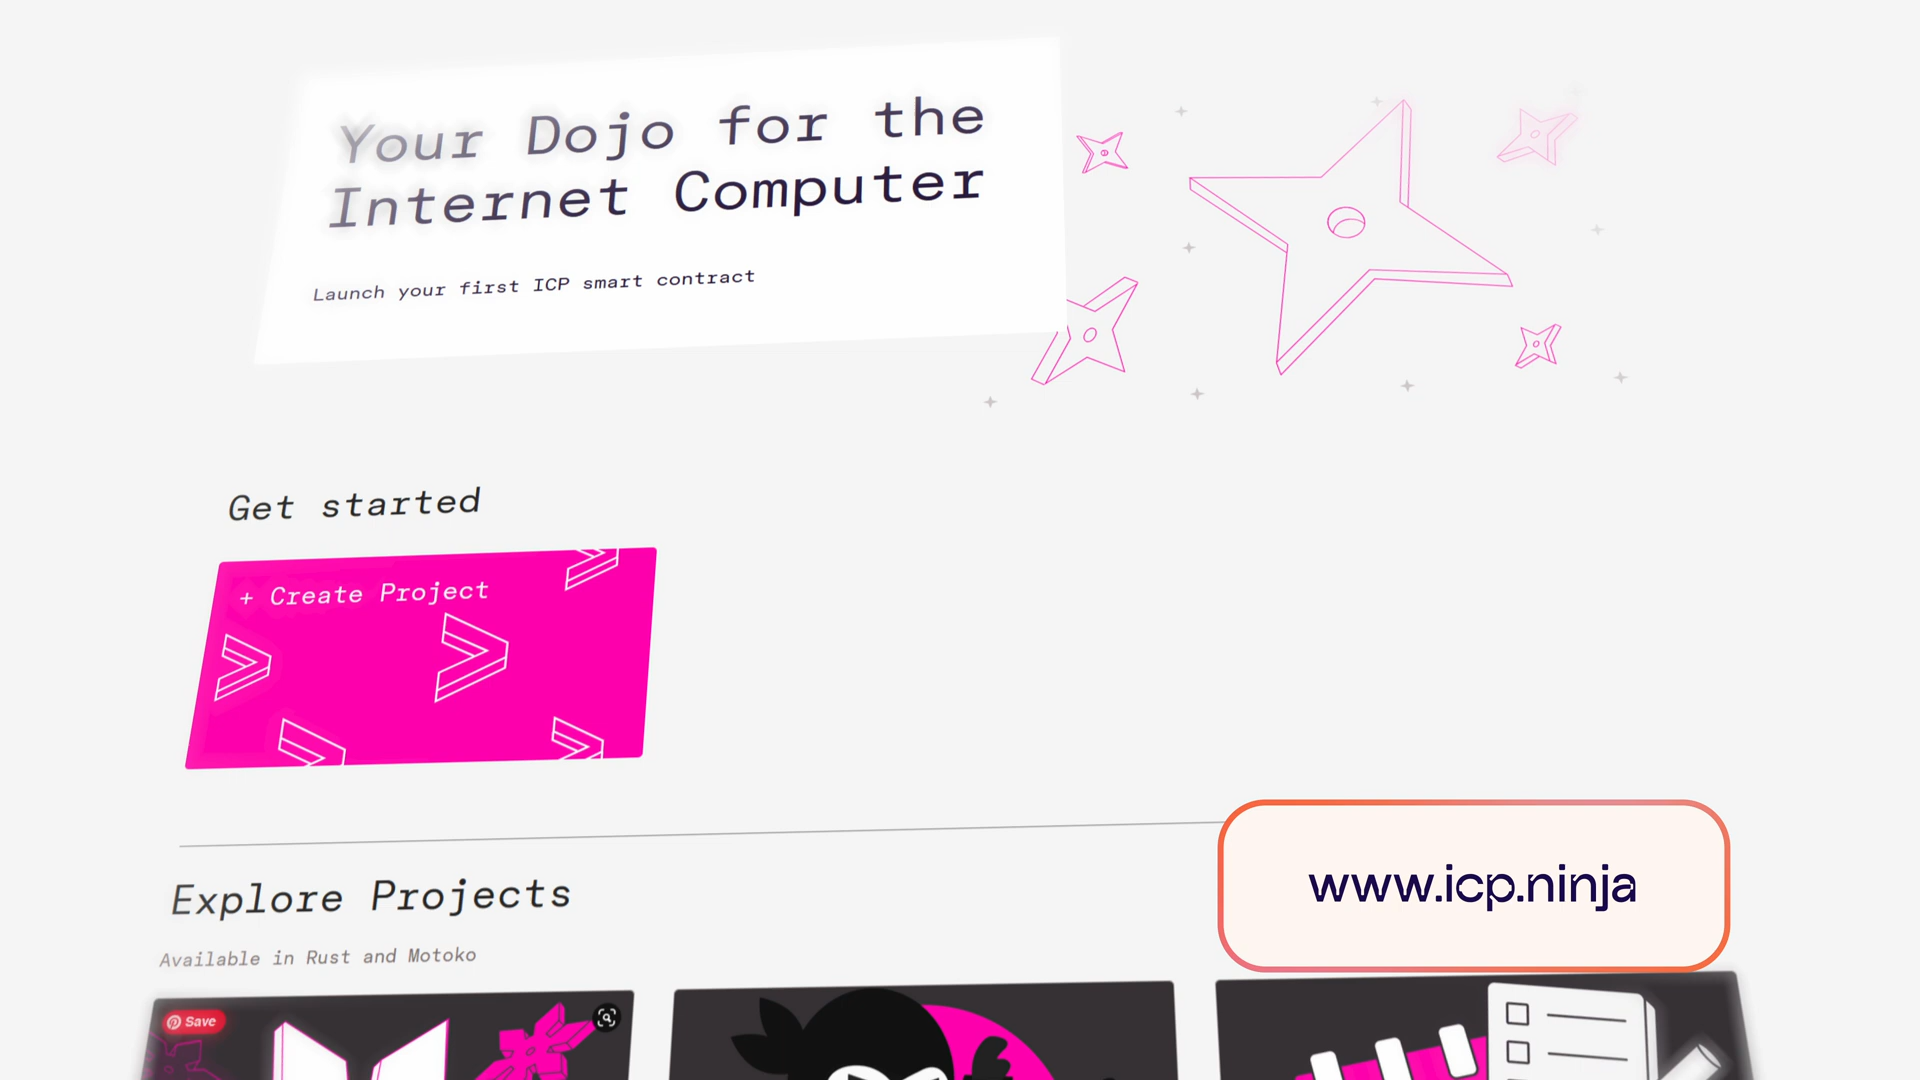 Your Dojo for the
Internet Computer
Launch your first ICP smart contract
Get started
+ Create Project
Explore Projects
Available in Rust and Motoko
www.icp.ninja
Save